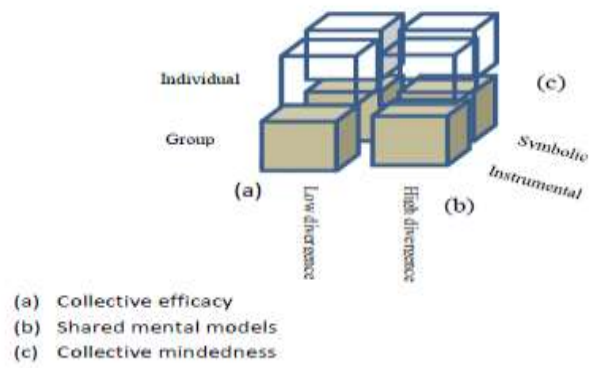 Individual
(c)
Group
Symbolic
Instrumental
(a)
Low divergence
High divergence
(b)
(a) Collective efficacy
(b) Shared mental models
(c) Collective mindedness